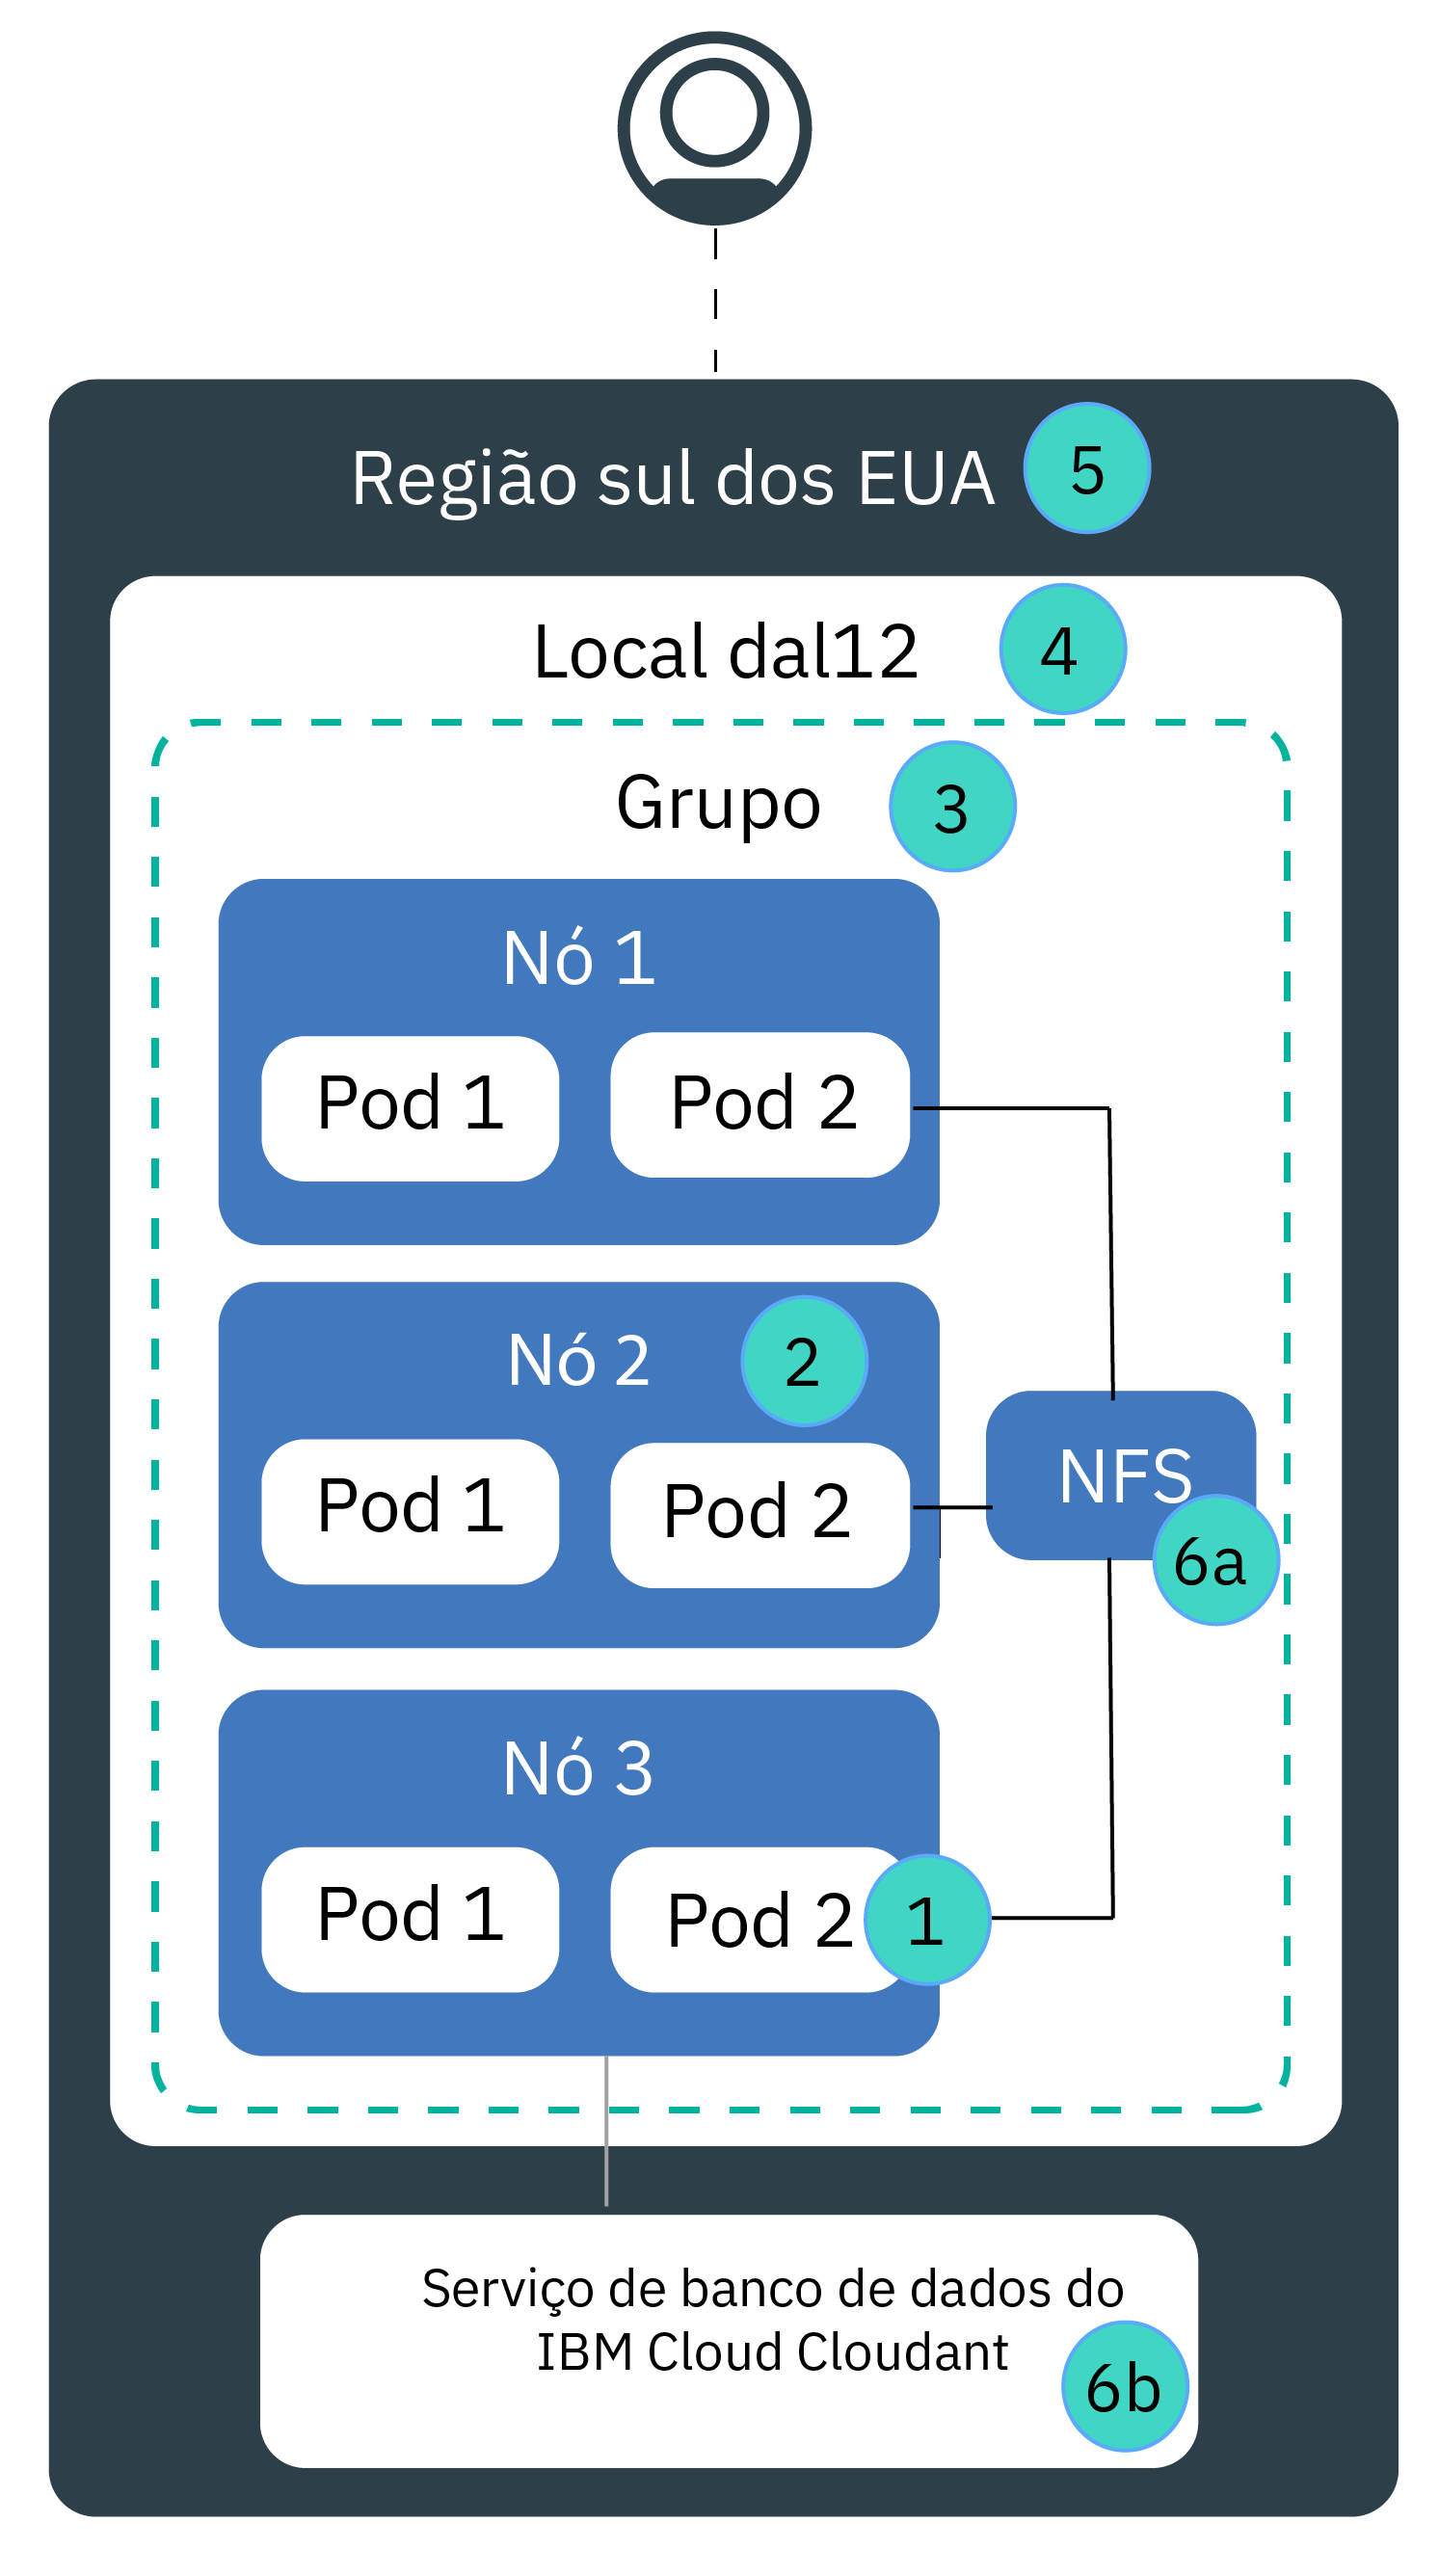 Região sul dos EUA 5
Local dal12 4
Grupo 3
Nó 1
Pod 1 Pod 2
Nó 2 2
Pod 1 Pod 2
NFS
6a
Nó 3
Pod 1 Pod 2 1
Serviço de banco de dados do
IBM Cloud Cloudant
6b